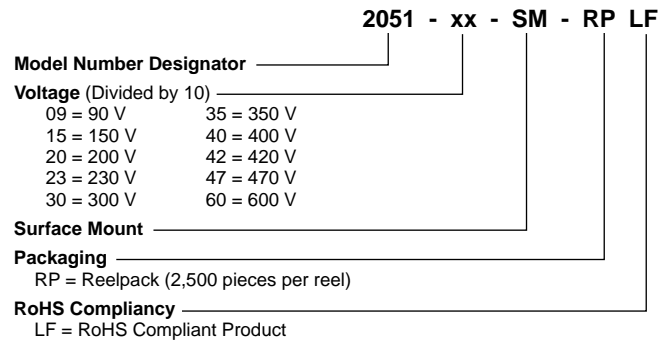 2051 - xx - SM - RP LF
Model Number Designator
Voltage (Divided by 10)
09 = 90 V 35 = 350 V
15 = 150 V 40 = 400 V
20 = 200 V 42 = 420 V
23 = 230 V 47 = 470 V
30 = 300 V 60 = 600 V
Surface Mount
Packaging
RP = Reelpack (2,500 pieces per reel)
RoHS Compliancy
LF = RoHS Compliant Product